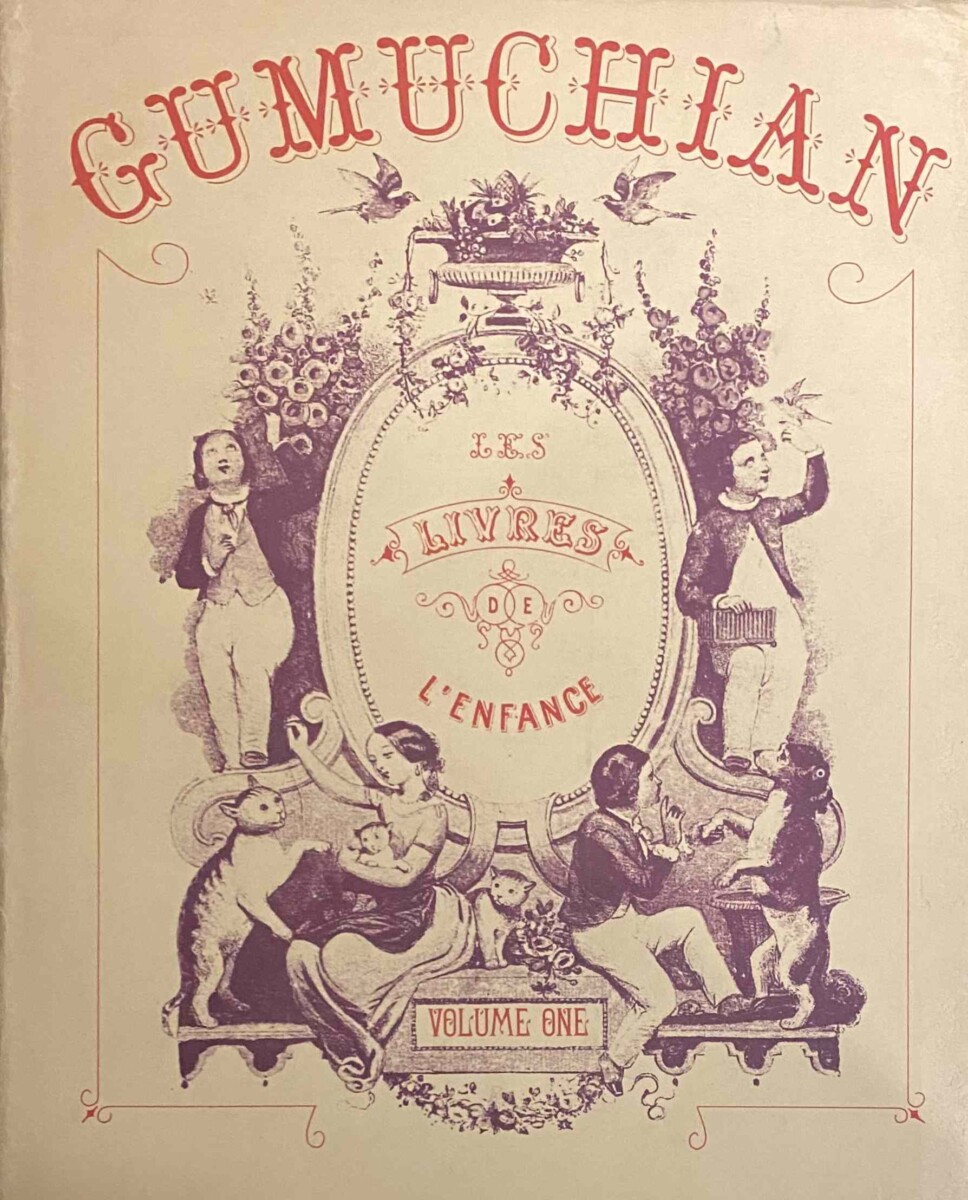 GUMUCHIAN
LES
LIVRES
DE
L'ENFANCE
VOLUME ONE